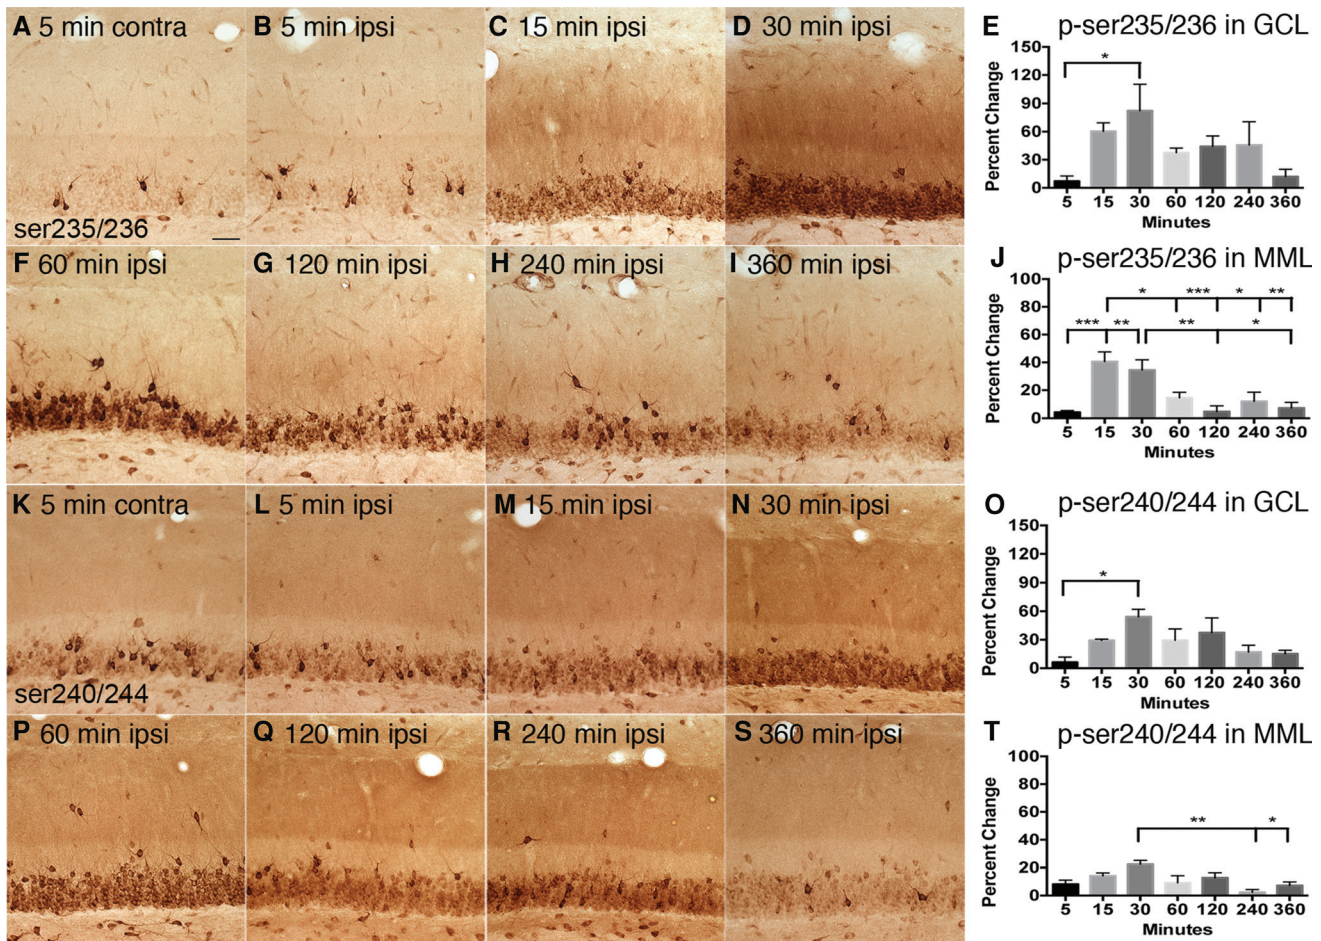 A 5 min contra
B 5 min ipsi
C 15 min ipsi
D 30 min ipsi
ser235/236
E p-ser235/236 in GCL
Percent Change
150
120
90
60
30
0
*
5 15 30 60 120 240 360
Minutes
F 60 min ipsi
G 120 min ipsi
H 240 min ipsi
I 360 min ipsi
J p-ser235/236 in MML
Percent Change
100
80
60
40
20
0
* *** * **
*** ** ** *
5 15 30 60 120 240 360
Minutes
K 5 min contra
L 5 min ipsi
M 15 min ipsi
N 30 min ipsi
ser240/244
O p-ser240/244 in GCL
Percent Change
150
120
90
60
30
0
*
5 15 30 60 120 240 360
Minutes
P 60 min ipsi
Q 120 min ipsi
R 240 min ipsi
S 360 min ipsi
T p-ser240/244 in MML
Percent Change
100
80
60
40
20
0
** *
5 15 30 60 120 240 360
Minutes